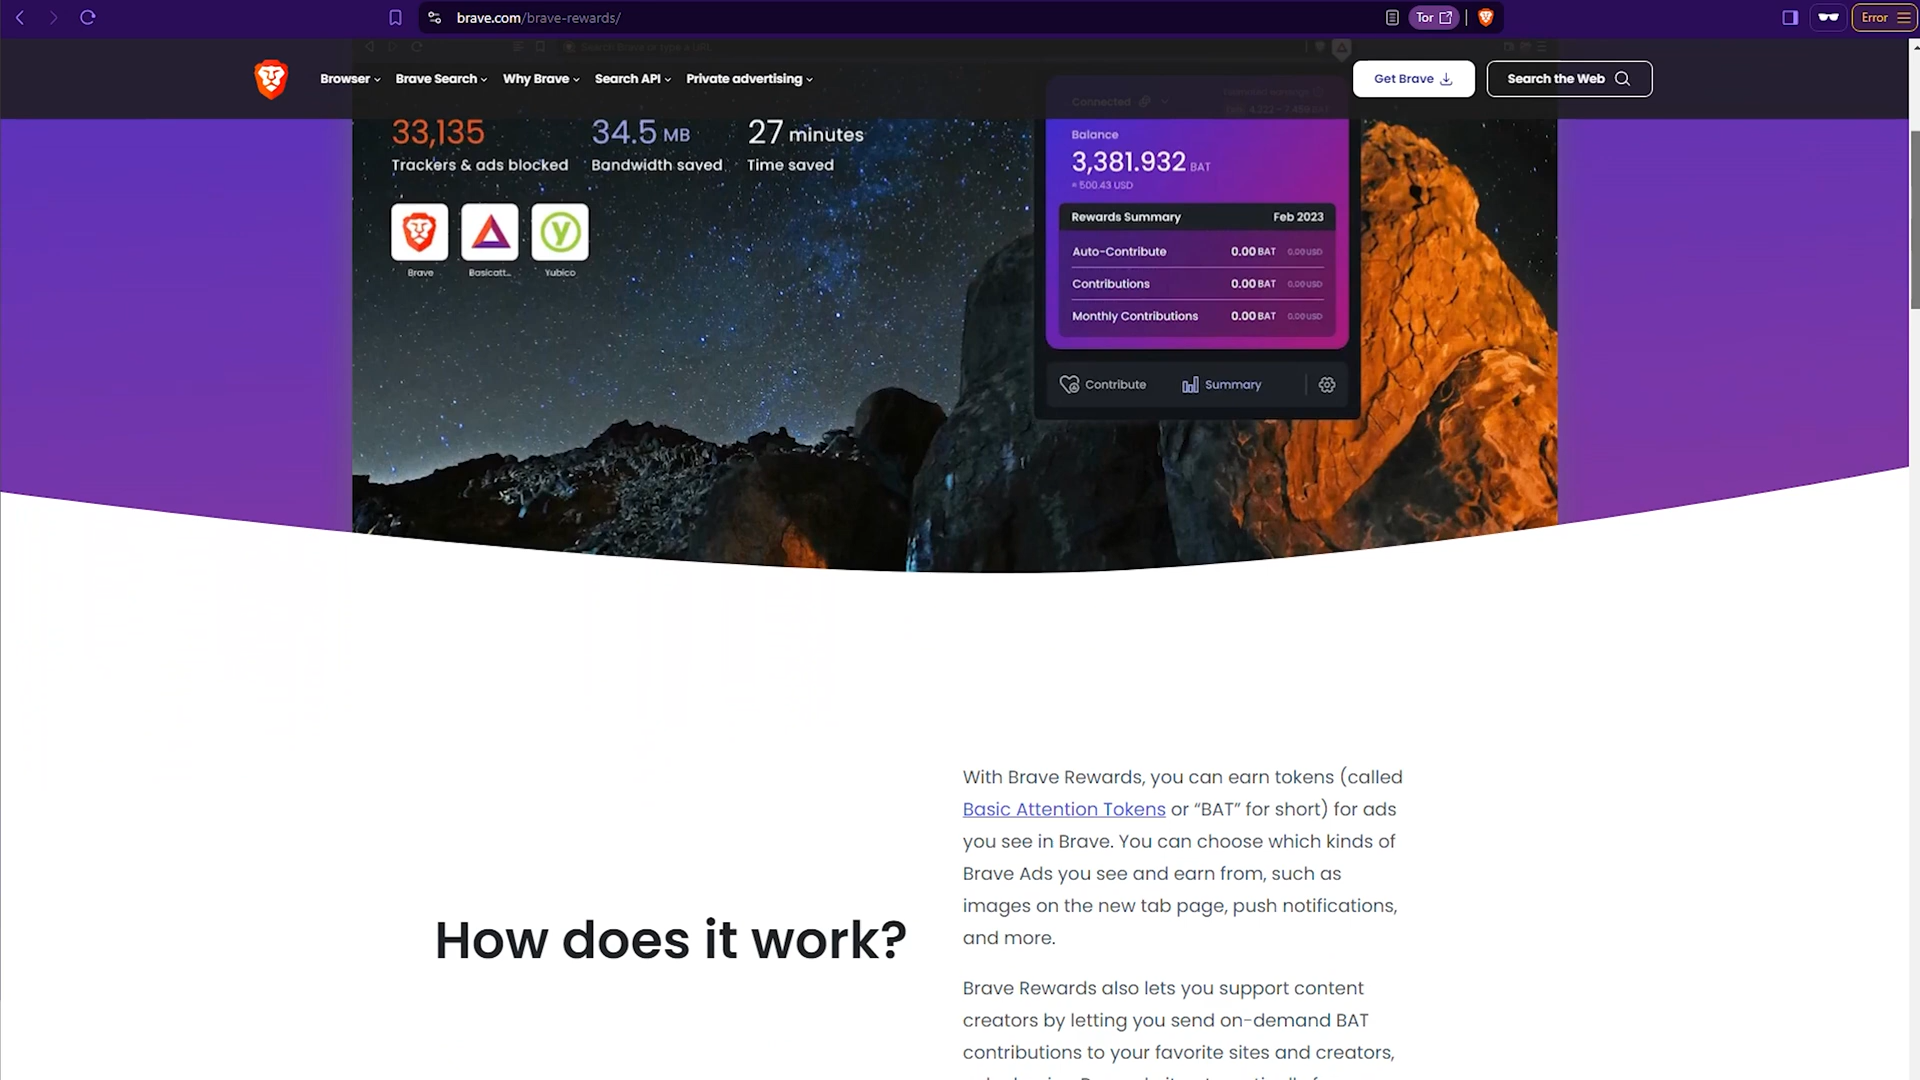 brave.com/brave-rewards/
Tor
Error
Search Brave or type a URL
Browser
Brave Search
Why Brave
Search API
Private advertising
Get Brave
Search the Web
Connected
33,135
Trackers & ads blocked
34.5 MB
Bandwidth saved
27 minutes
Time saved
Brave
Basicatt...
Yubico
Balance
3,381.932 BAT
≈ 500.43 USD
Rewards Summary Feb 2023
Auto-Contribute 0.00 BAT 0.00 USD
Contributions 0.00 BAT 0.00 USD
Monthly Contributions 0.00 BAT 0.00 USD
Contribute
Summary
How does it work?
With Brave Rewards, you can earn tokens (called
Basic Attention Tokens or “BAT” for short) for ads
you see in Brave. You can choose which kinds of
Brave Ads you see and earn from, such as
images on the new tab page, push notifications,
and more.
Brave Rewards also lets you support content
creators by letting you send on-demand BAT
contributions to your favorite sites and creators,